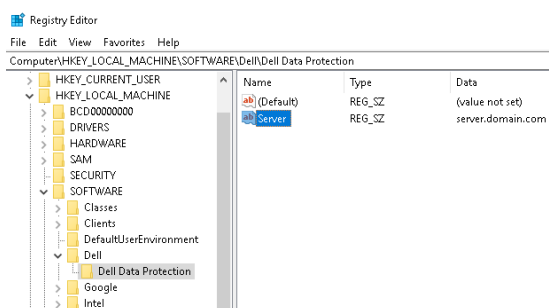 Registry Editor
File Edit View Favorites Help
Computer\HKEY_LOCAL_MACHINE\SOFTWARE\Dell\Dell Data Protection
HKEY_CURRENT_USER
HKEY_LOCAL_MACHINE
BCD00000000
DRIVERS
HARDWARE
SAM
SECURITY
SOFTWARE
Classes
Clients
DefaultUserEnvironment
Dell
Dell Data Protection
Google
Intel
Name Type Data
ab (Default) REG_SZ (value not set)
ab Server REG_SZ server.domain.com